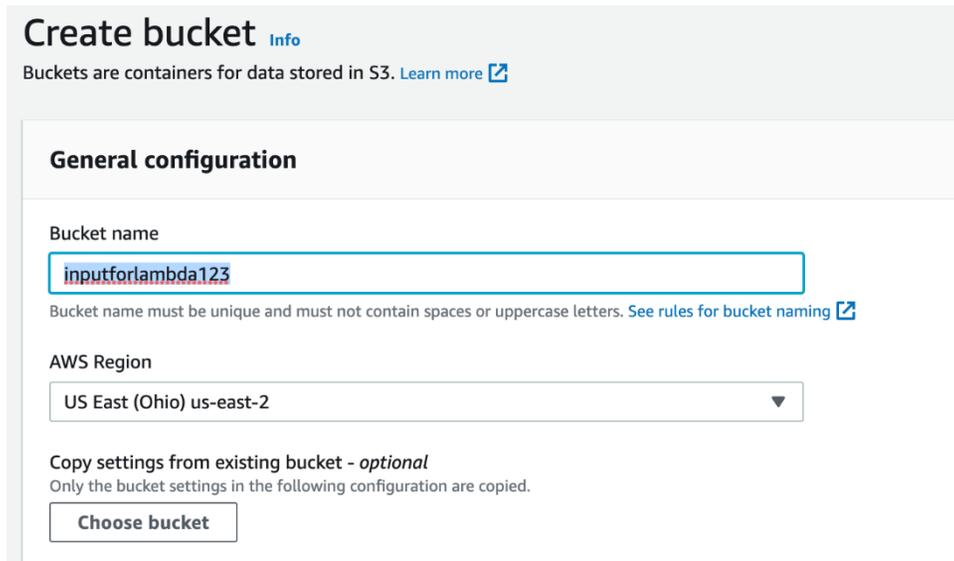 Create bucket Info
Buckets are containers for data stored in S3. Learn more
General configuration
Bucket name
inputforlambda123
Bucket name must be unique and must not contain spaces or uppercase letters. See rules for bucket naming
AWS Region
US East (Ohio) us-east-2
Copy settings from existing bucket - optional
Only the bucket settings in the following configuration are copied.
Choose bucket